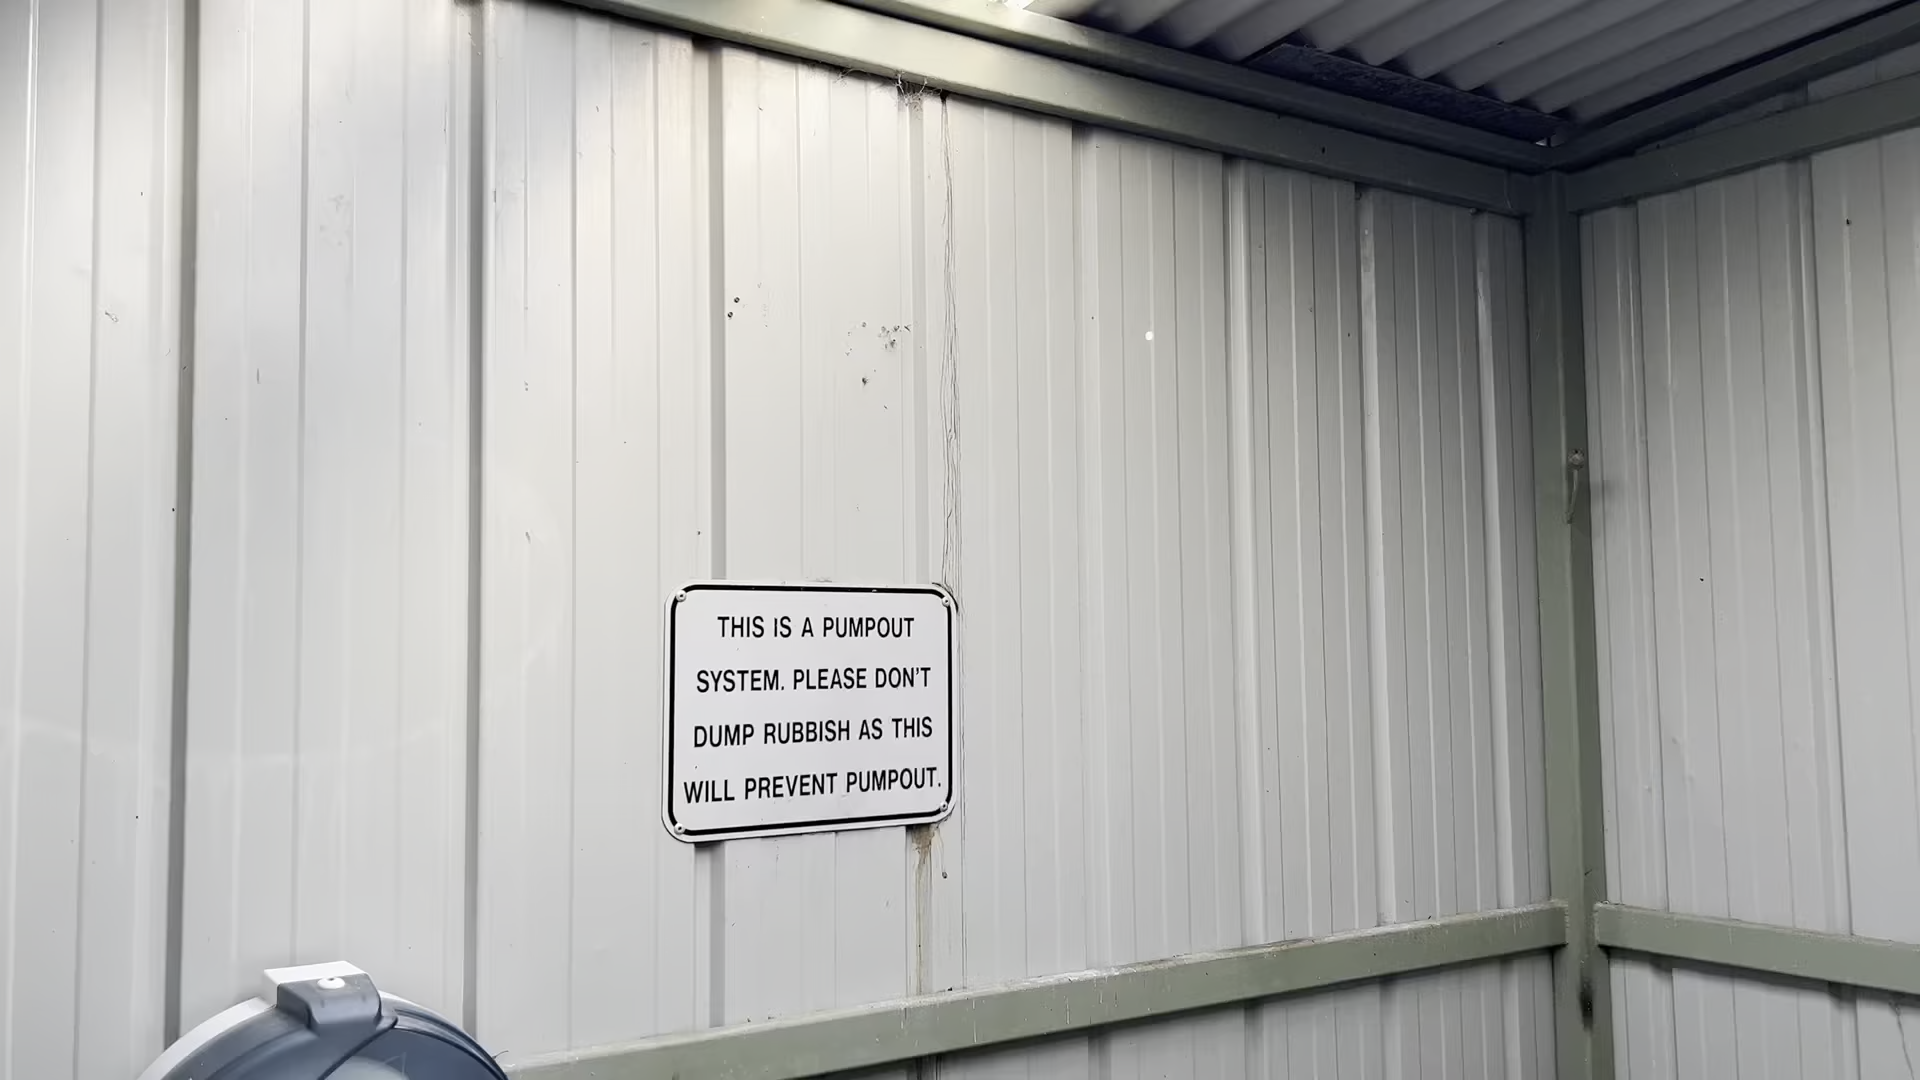 THIS IS A PUMPOUT
SYSTEM. PLEASE DON'T
DUMP RUBBISH AS THIS
WILL PREVENT PUMPOUT.